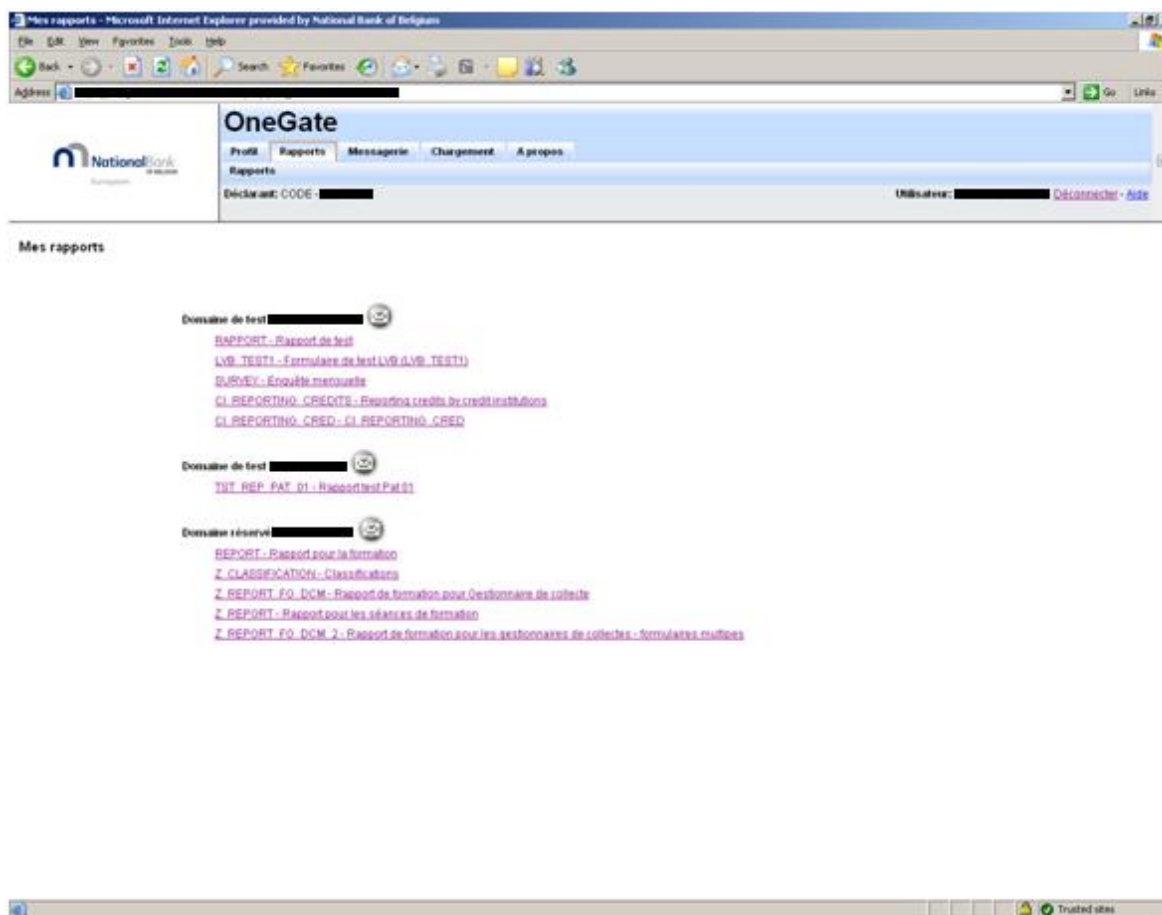 Mes rapports - Microsoft Internet Explorer provided by National Bank of Belgium
File Edit View Favorites Tools Help
Back Search Favorites
Address Go Links
OneGate
NationalBank
OF BELGIUM
Profil Rapports Messagerie Chargement A propos
Rapports
Déclarant: CODE - Utilisateur: Déconnecter - Aide
Mes rapports
Domaine de test
RAPPORT - Rapport de test
LVB_TEST1 - Formulaire de test LVB (LVB_TEST1)
SURVEY - Enquête mensuelle
CI_REPORTING_CREDITS - Reporting credits by credit institutions
CI_REPORTING_CRED - CI_REPORTING_CRED
Domaine de test
TST_REP_PAT_01 - Rapport test Pat 01
Domaine réservé
REPORT - Rapport pour la formation
Z_CLASSIFICATION - Classifications
Z_REPORT_FO_DCM - Rapport de formation pour Gestionnaire de collecte
Z_REPORT - Rapport pour les séances de formation
Z_REPORT_FO_DCM_2 - Rapport de formation pour les gestionnaires de collectes - formulaires multipes
Trusted sites